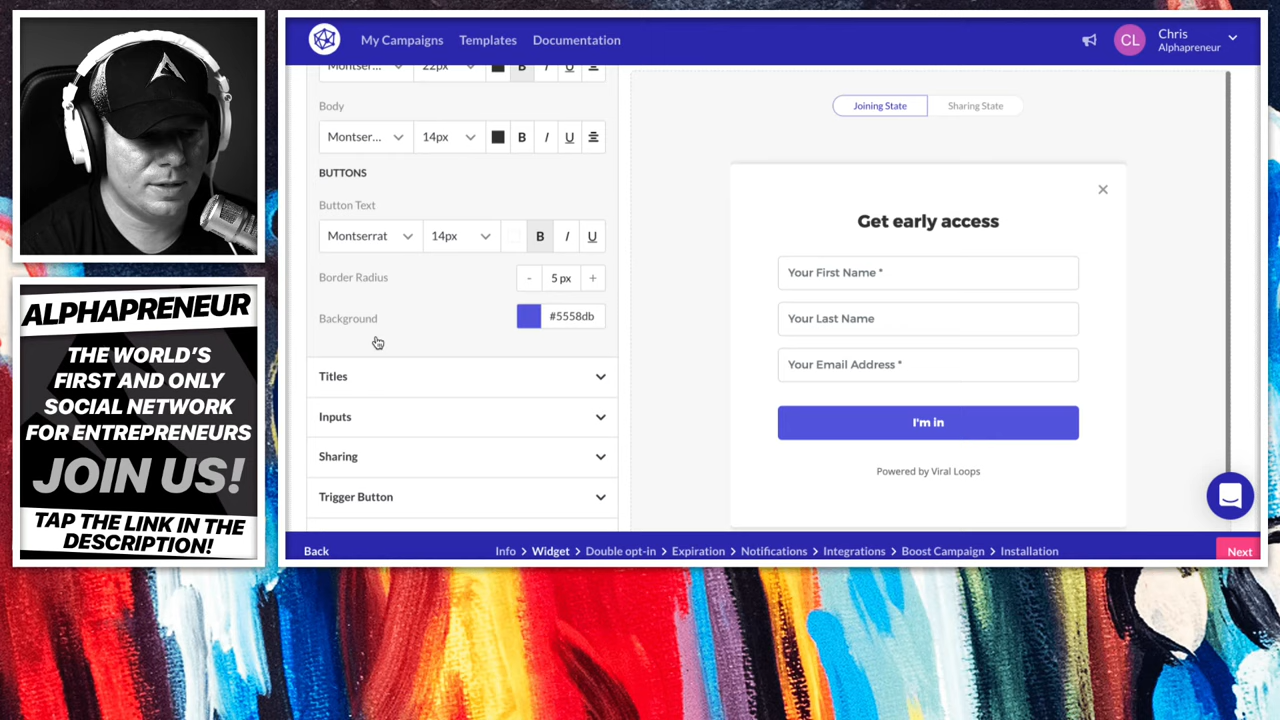 ALPHAPRENEUR
THE WORLD'S
FIRST AND ONLY
SOCIAL NETWORK
FOR ENTREPRENEURS
JOIN US!
TAP THE LINK IN THE
DESCRIPTION!
My Campaigns Templates Documentation
CL
Chris
Alphapreneur
Montser... 22px B I U
Body
Montser... 14px B I U
BUTTONS
Button Text
Montserrat 14px B I U
Border Radius - 5 px +
Background #5558db
Titles
Inputs
Sharing
Trigger Button
Joining State Sharing State
Get early access
Your First Name *
Your Last Name
Your Email Address *
I'm in
Powered by Viral Loops
Back Info > Widget > Double opt-in > Expiration > Notifications > Integrations > Boost Campaign > Installation Next